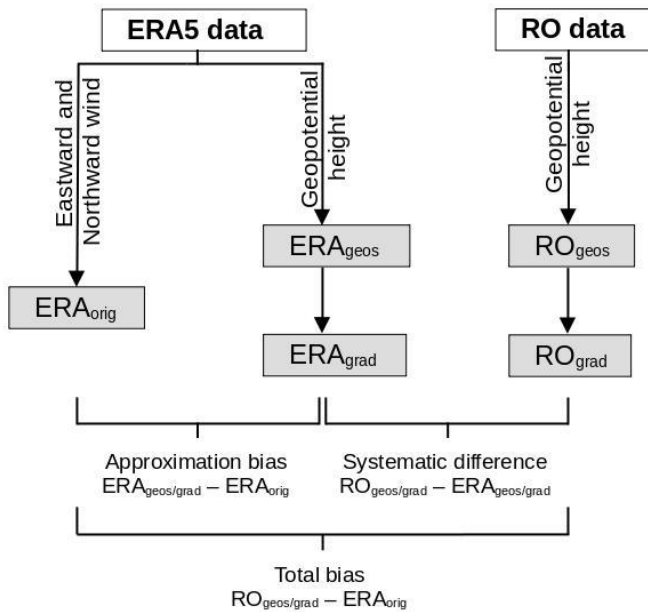 ERA5 data
RO data
Eastward and
Northward wind
Geopotential
height
Geopotential
height
ERAgeos
ROgeos
ERAorig
ERAgrad
ROgrad
Approximation bias
ERAgeos/grad – ERAorig
Systematic difference
ROgeos/grad – ERAgeos/grad
Total bias
ROgeos/grad – ERAorig